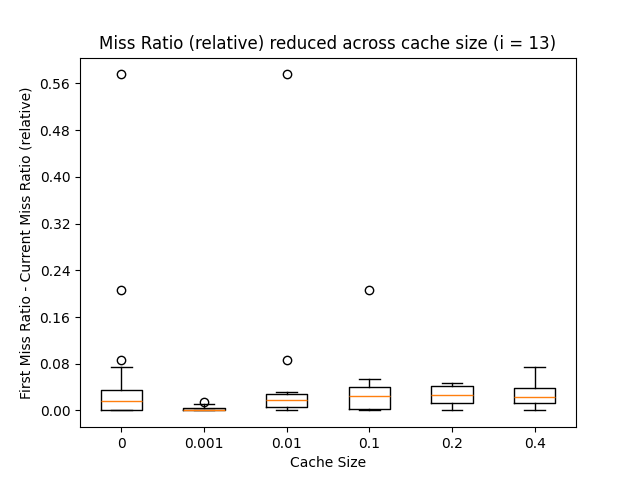 Miss Ratio (relative) reduced across cache size (i = 13)
First Miss Ratio - Current Miss Ratio (relative)
0.56
0.48
0.40
0.32
0.24
0.16
0.08
0.00
0 0.001 0.01 0.1 0.2 0.4
Cache Size